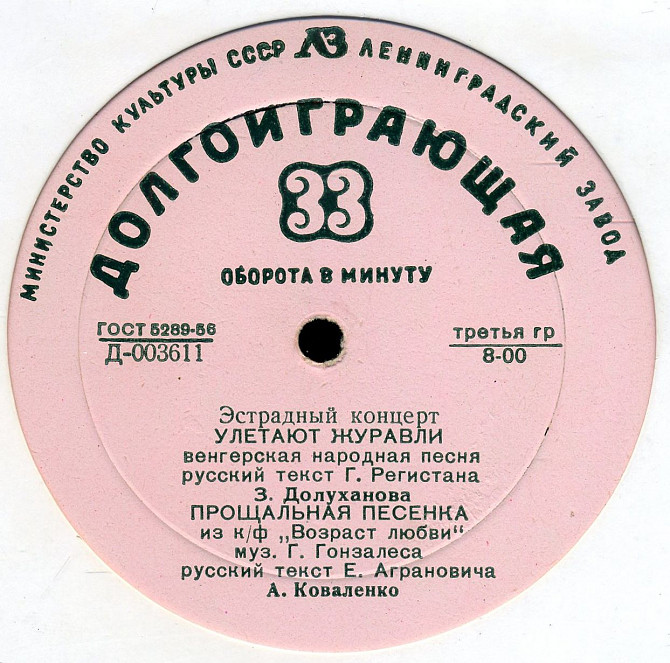 МИНИСТЕРСТВО КУЛЬТУРЫ СССР ЛЗ ЛЕНИНГРАДСКИЙ ЗАВОД
ДОЛГОИГРАЮЩАЯ
33
ОБОРОТА В МИНУТУ
ГОСТ 5289-56
Д-003611
третья гр
8-00
Эстрадный концерт
УЛЕТАЮТ ЖУРАВЛИ
венгерская народная песня
русский текст Г. Регистана
З. Долуханова
ПРОЩАЛЬНАЯ ПЕСЕНКА
из к/ф „Возраст любви"
муз. Г. Гонзалеса
русский текст Е. Аграновича
А. Коваленко